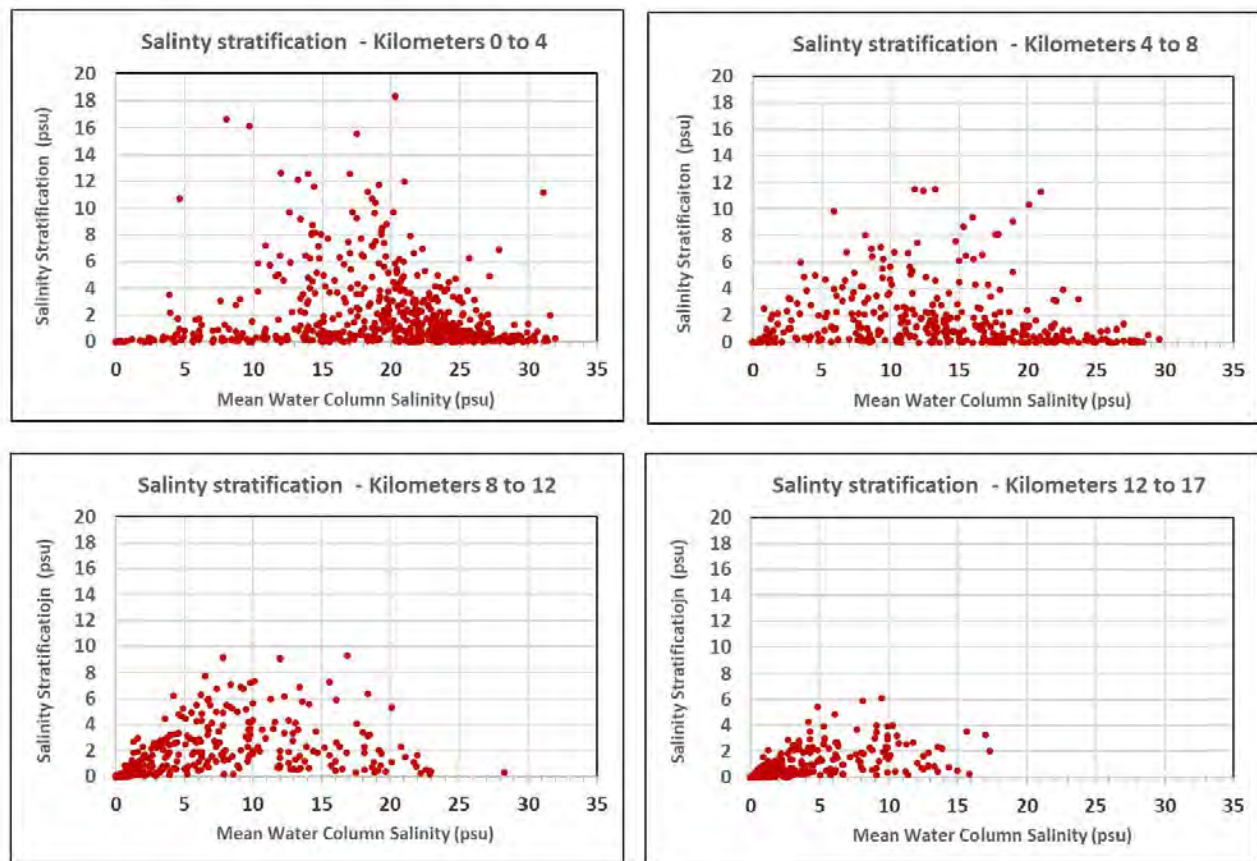 Salinty stratification - Kilometers 0 to 4
Salinity Stratification (psu)
20
18
16
14
12
10
8
6
4
2
0
0 5 10 15 20 25 30 35
Mean Water Column Salinity (psu)
Salinty stratification - Kilometers 4 to 8
Salinity Stratificaiton (psu)
20
18
16
14
12
10
8
6
4
2
0
0 5 10 15 20 25 30 35
Mean Water Column Salinity (psu)
Salinty stratification - Kilometers 8 to 12
Salinity Stratificatiojn (psu)
20
18
16
14
12
10
8
6
4
2
0
0 5 10 15 20 25 30 35
Mean Water Column Salinity (psu)
Salinty stratification - Kilometers 12 to 17
Salinity Stratification (psu)
20
18
16
14
12
10
8
6
4
2
0
0 5 10 15 20 25 30 35
Mean Water Column Salinity (psu)